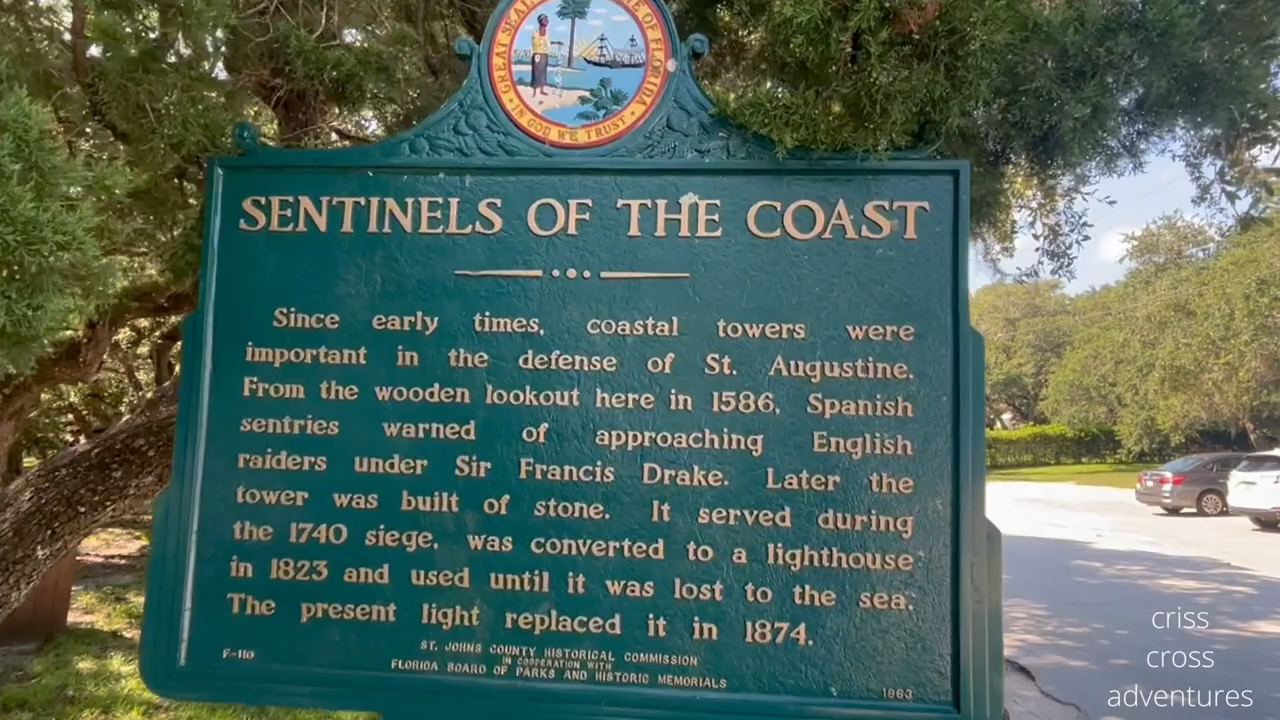 GREAT SEAL OF FLORIDA
IN GOD WE TRUST
SENTINELS OF THE COAST
Since early times, coastal towers were
important in the defense of St. Augustine.
From the wooden lookout here in 1586, Spanish
sentries warned of approaching English
raiders under Sir Francis Drake. Later the
tower was built of stone. It served during
the 1740 siege, was converted to a lighthouse
in 1823 and used until it was lost to the sea.
The present light replaced it in 1874.
F-110
ST. JOHNS COUNTY HISTORICAL COMMISSION
IN COOPERATION WITH
FLORIDA BOARD OF PARKS AND HISTORIC MEMORIALS
1963
criss
cross
adventures